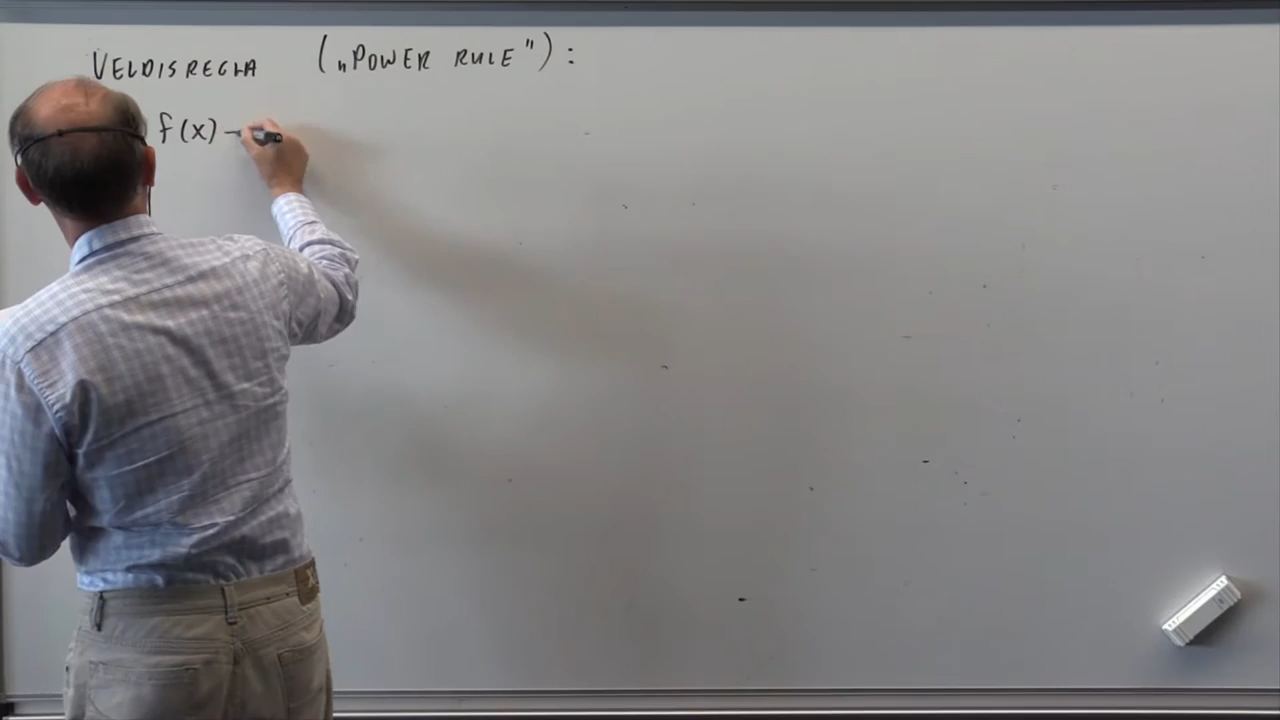 VELDISREGLA („POWER RULE"):
f(x) -